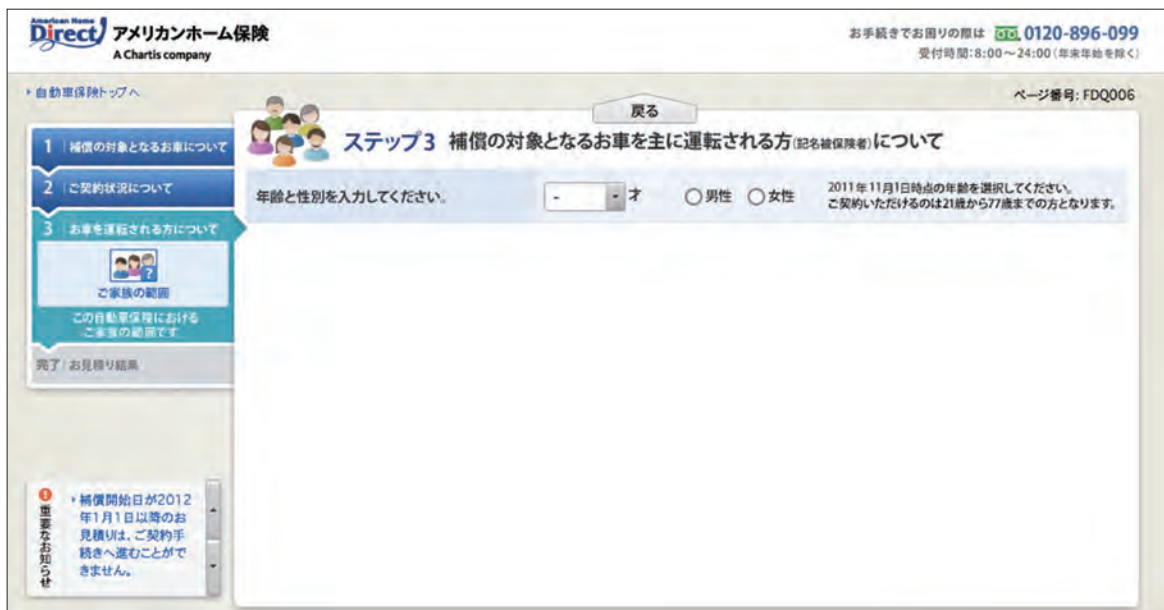 American Home
Direct アメリカンホーム保険
A Chartis company
お手続きでお困りの際は 0120-896-099
受付時間:8:00～24:00(年末年始を除く)
自動車保険トップへ
ページ番号: FDQ006
戻る
ステップ3 補償の対象となるお車を主に運転される方(記名被保険者)について
1 補償の対象となるお車について
2 ご契約状況について
3 お車を運転される方について
?
ご家族の範囲
この自動車保険における
ご家族の範囲です
完了 お見積り結果
年齢と性別を入力してください。
- 才 男性 女性
2011年11月1日時点の年齢を選択してください。
ご契約いただけるのは21歳から77歳までの方となります。
!重要なお知らせ
補償開始日が2012
年1月1日以降のお
見積りは、ご契約手
続きへ進むことがで
きません。